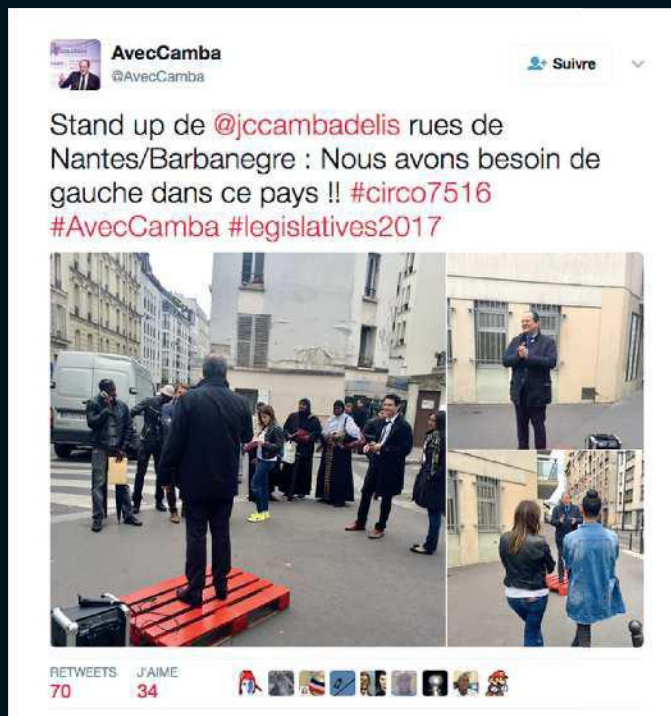 AvecCamba
@AvecCamba
Suivre
Stand up de @jccambadelis rues de
Nantes/Barbanegre : Nous avons besoin de
gauche dans ce pays !! #circo7516
#AvecCamba #legislatives2017
RETWEETS
70
J'AIME
34